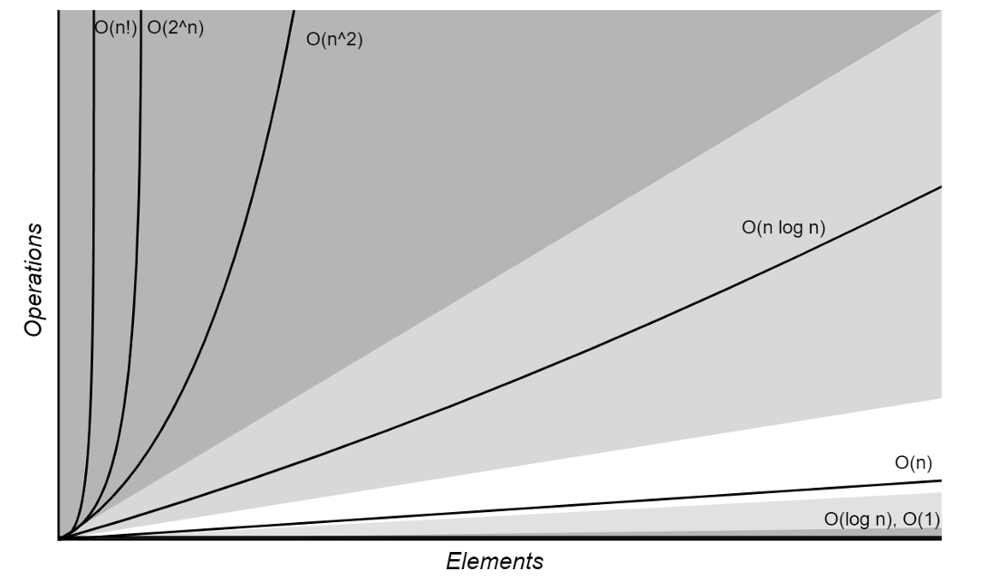 O(n!)
O(2^n)
O(n^2)
O(n log n)
O(n)
O(log n), O(1)
Operations
Elements